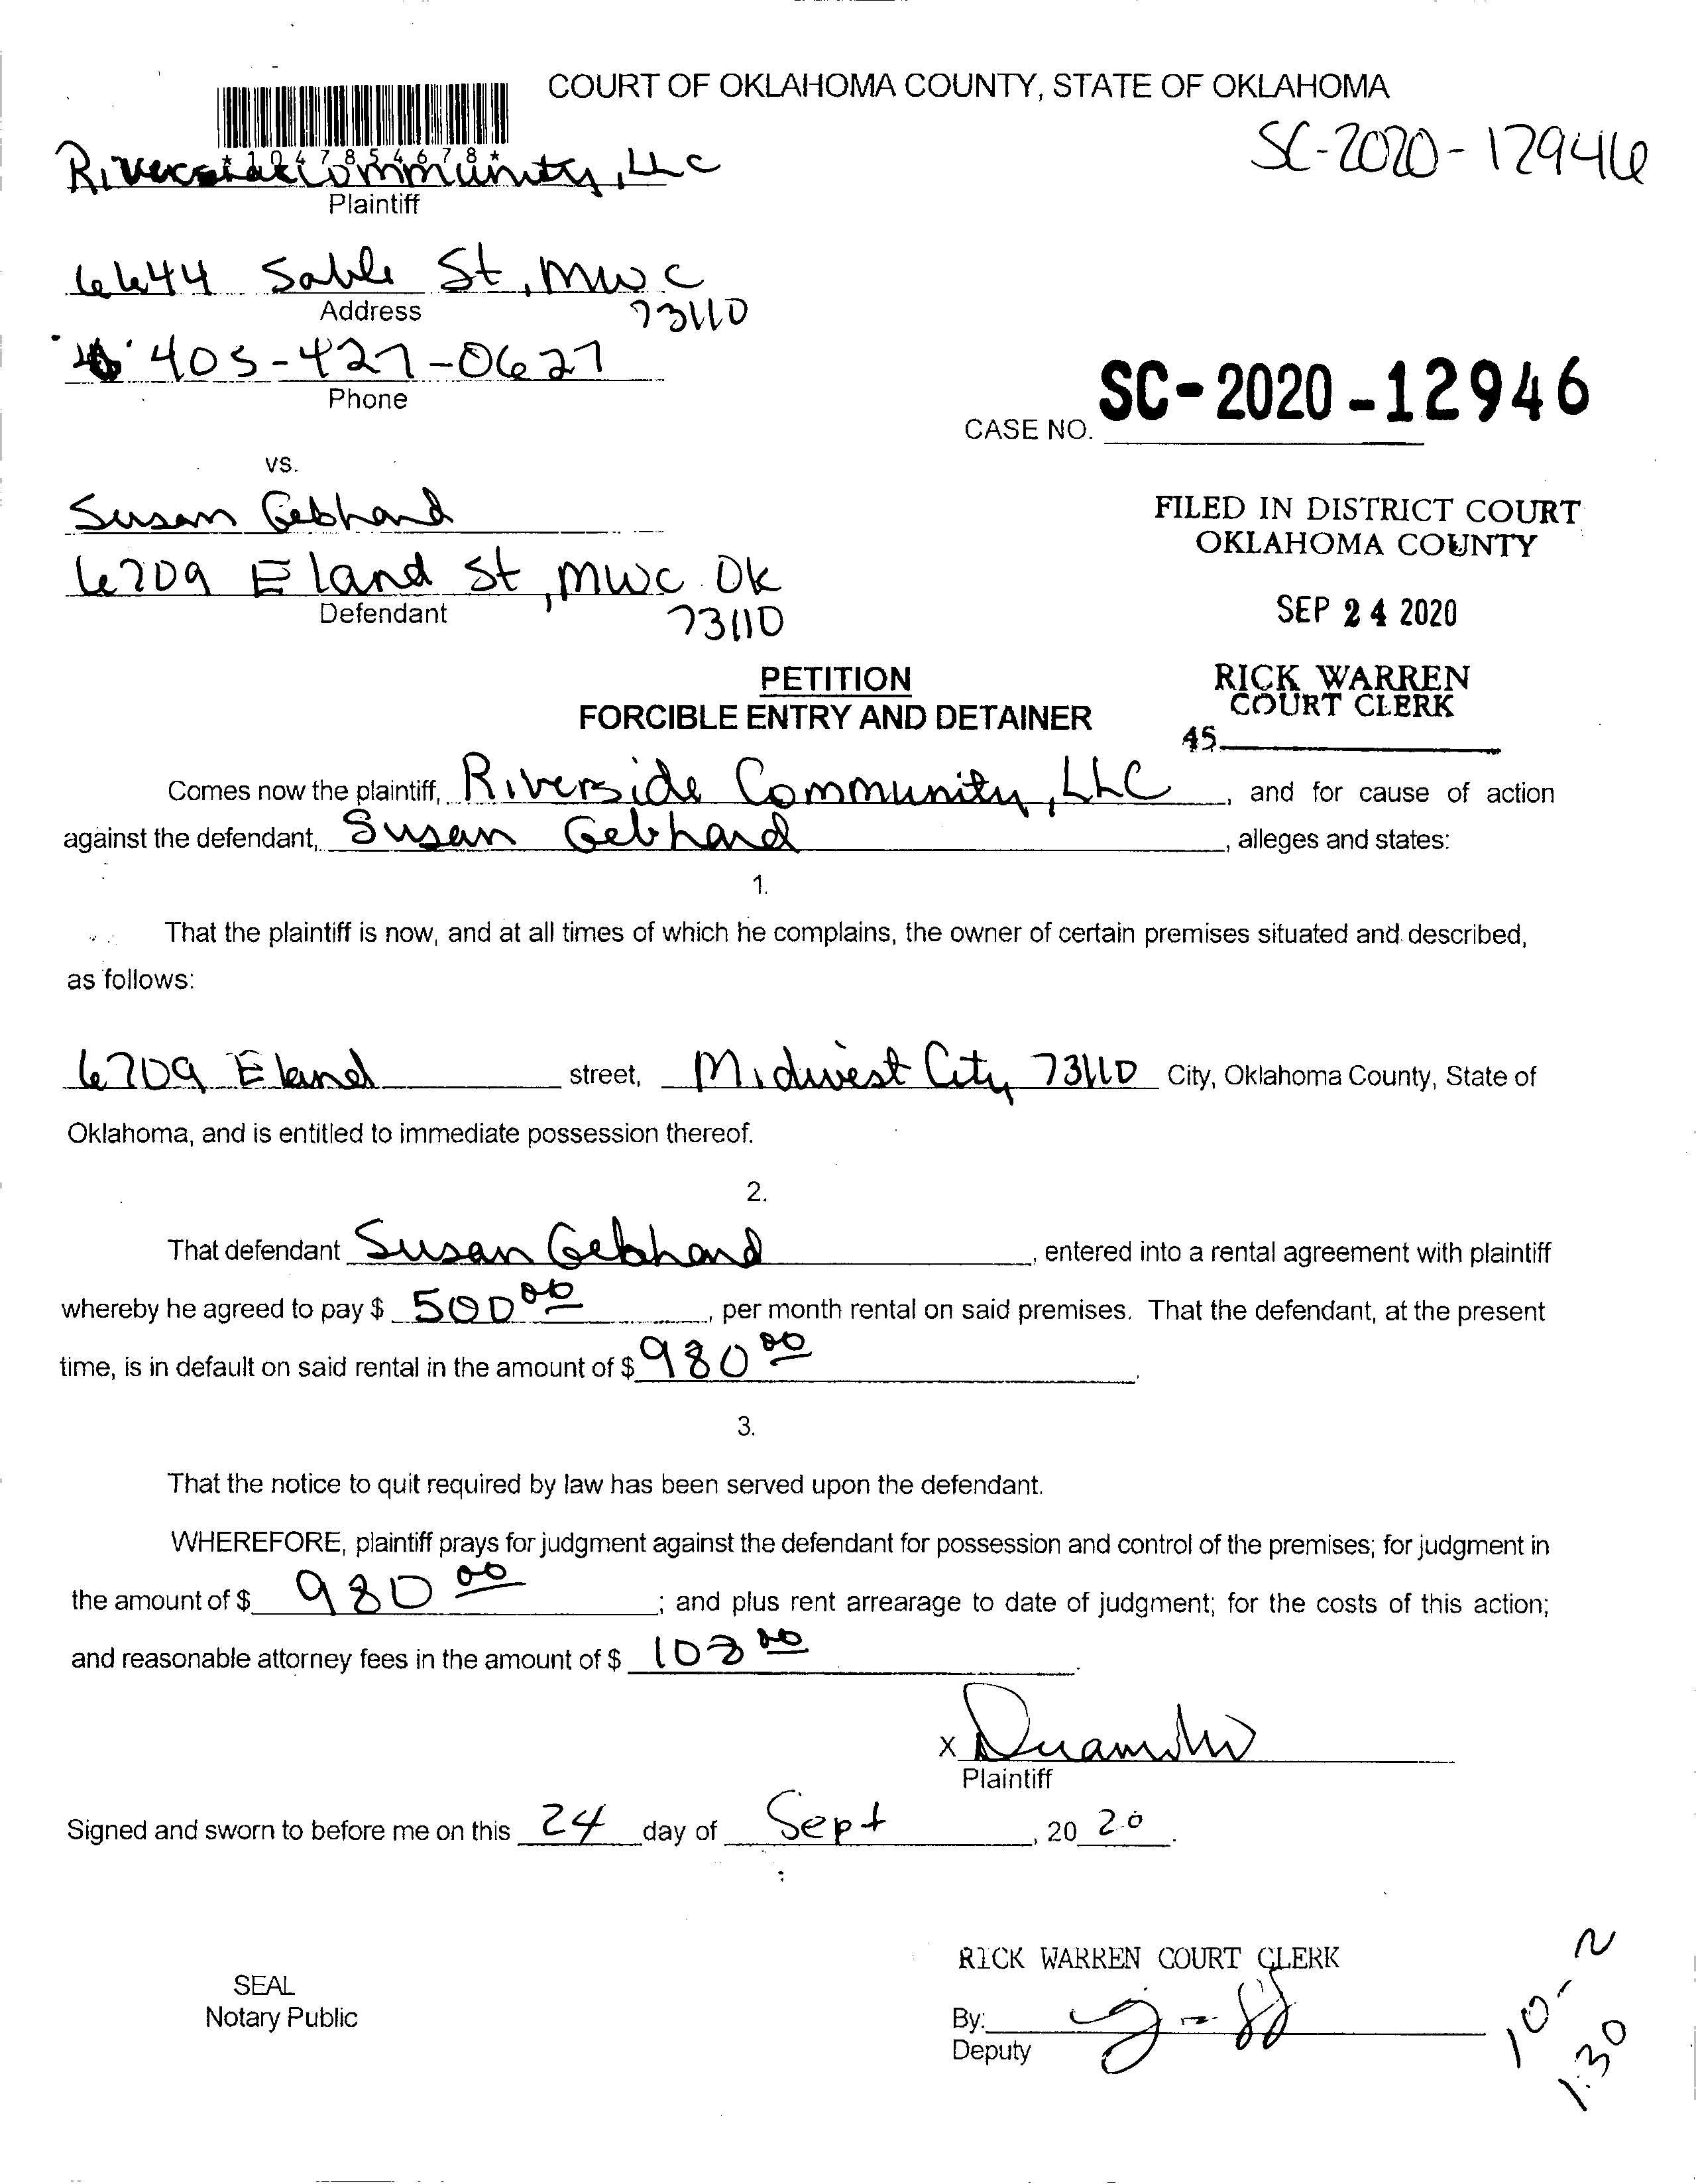 COURT OF OKLAHOMA COUNTY, STATE OF OKLAHOMA
SC-2020-12946
*1047854678*
Riverside Community, LLC
Plaintiff
6644 Sable St, MWC
Address
73110
405-427-0627
Phone
SC-2020-12946
CASE NO.
vs.
Susan Gebhard
FILED IN DISTRICT COURT
OKLAHOMA COUNTY
6709 Eland St, MWC OK
Defendant
73110
SEP 24 2020
PETITION
FORCIBLE ENTRY AND DETAINER
RICK WARREN
COURT CLERK
45
Comes now the plaintiff, Riverside Community, LLC, and for cause of action
against the defendant, Susan Gebhard, alleges and states:
1.
That the plaintiff is now, and at all times of which he complains, the owner of certain premises situated and described,
as follows:
6709 Eland street, Midwest City 73110 City, Oklahoma County, State of
Oklahoma, and is entitled to immediate possession thereof.
2.
That defendant Susan Gebhard, entered into a rental agreement with plaintiff
whereby he agreed to pay $ 500 00, per month rental on said premises. That the defendant, at the present
time, is in default on said rental in the amount of $ 980 00.
3.
That the notice to quit required by law has been served upon the defendant.
WHEREFORE, plaintiff prays for judgment against the defendant for possession and control of the premises; for judgment in
the amount of $ 980 00; and plus rent arrearage to date of judgment; for the costs of this action;
and reasonable attorney fees in the amount of $
X
Plaintiff
Signed and sworn to before me on this 24 day of Sept, 20 20.
RICK WARREN COURT CLERK
SEAL
Notary Public
By:
Deputy
10-2
1:30